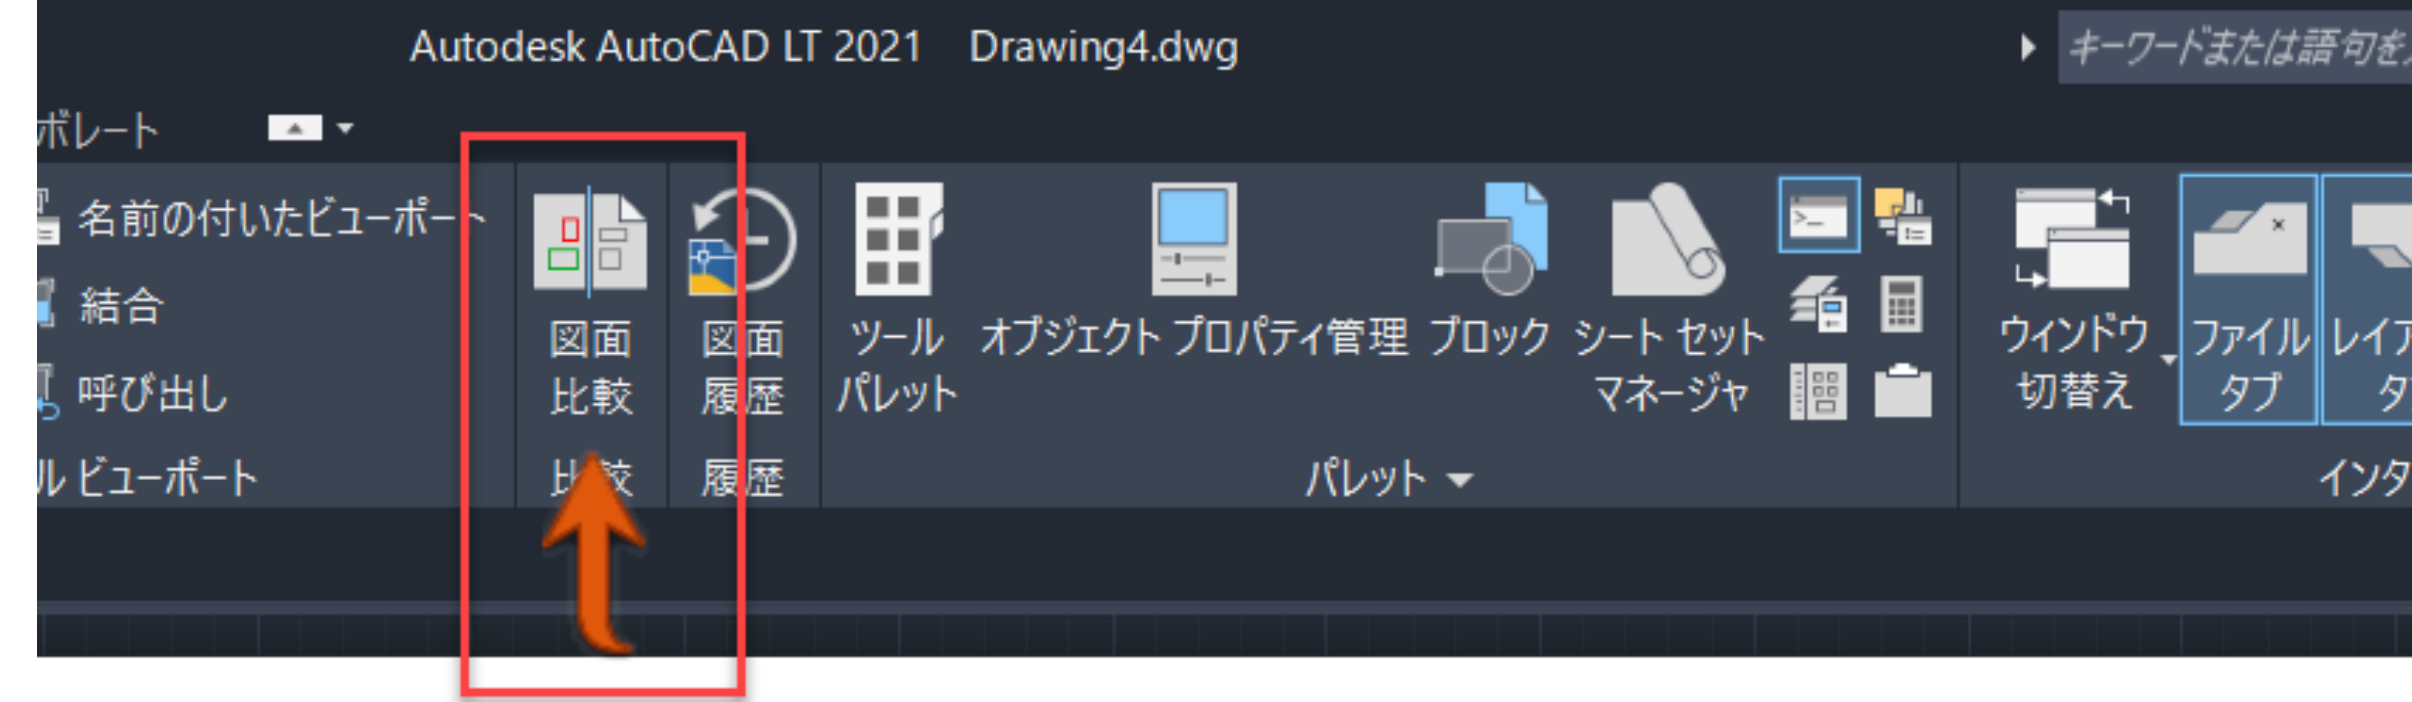 Autodesk AutoCAD LT 2021 Drawing4.dwg
キーワードまたは語句を
ボレート
名前の付いたビューポート
結合
呼び出し
ル ビューポート
図面
比較
比較
図面
履歴
履歴
ツール
パレット
オブジェクト プロパティ管理
ブロック
シート セット
マネージャ
パレット
ウィンドウ
切替え
ファイル
タブ
レイア
タ
インタ